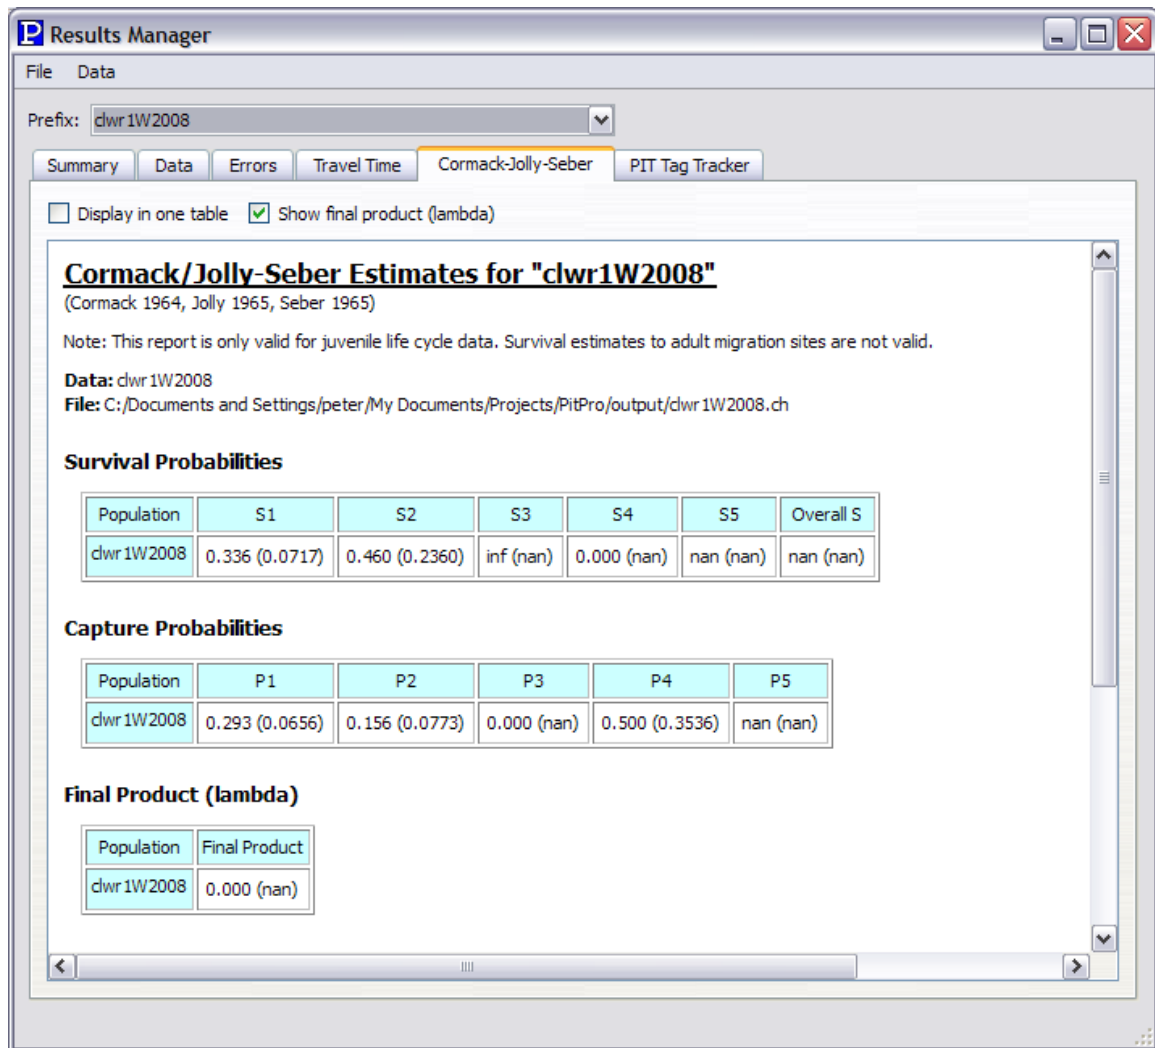 P Results Manager
File Data
Prefix: clwr1W2008
Summary Data Errors Travel Time Cormack-Jolly-Seber PIT Tag Tracker
Display in one table Show final product (lambda)
Cormack/Jolly-Seber Estimates for "clwr1W2008"
(Cormack 1964, Jolly 1965, Seber 1965)
Note: This report is only valid for juvenile life cycle data. Survival estimates to adult migration sites are not valid.
Data: clwr1W2008
File: C:/Documents and Settings/peter/My Documents/Projects/PitPro/output/clwr1W2008.ch
Survival Probabilities
Population S1 S2 S3 S4 S5 Overall S
clwr1W2008 0.336 (0.0717) 0.460 (0.2360) inf (nan) 0.000 (nan) nan (nan) nan (nan)
Capture Probabilities
Population P1 P2 P3 P4 P5
clwr1W2008 0.293 (0.0656) 0.156 (0.0773) 0.000 (nan) 0.500 (0.3536) nan (nan)
Final Product (lambda)
Population Final Product
clwr1W2008 0.000 (nan)